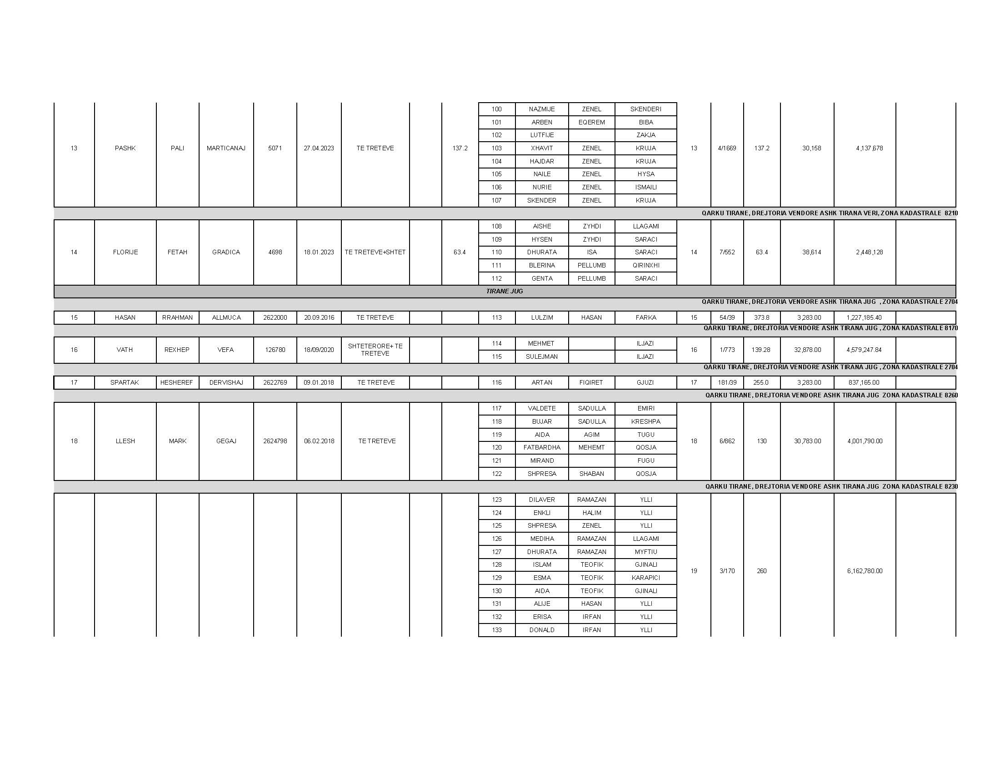 100 NAZMIJE ZENEL SKENDERI
101 ARBEN EQEREM BIBA
102 LUTFIJE ZAKJA
13 PASHK PALI MARTICANAJ 5071 27.04.2023 TE TRETEVE 137.2 103 XHAVIT ZENEL KRUJA 13 4/1669 137.2 30,158 4,137,678
104 HAJDAR ZENEL KRUJA
105 NAILE ZENEL HYSA
106 NURIE ZENEL ISMAILI
107 SKENDER ZENEL KRUJA
QARKU TIRANE, DREJTORIA VENDORE ASHK TIRANA VERI, ZONA KADASTRALE 8210
108 AISHE ZYHDI LLAGAMI
109 HYSEN ZYHDI SARACI
14 FLORIJE FETAH GRADICA 4698 18.01.2023 TE TRETEVE+SHTET 63.4 110 DHURATA ISA SARACI 14 7/552 63.4 38,614 2,448,128
111 BLERINA PELLUMB QIRINXHI
112 GENTA PELLUMB SARACI
TIRANE JUG
QARKU TIRANE, DREJTORIA VENDORE ASHK TIRANA JUG , ZONA KADASTRALE 2704
15 HASAN RRAHMAN ALLMUCA 2622000 20.09.2016 TE TRETEVE 113 LULZIM HASAN FARKA 15 54/39 373.8 3,283.00 1,227,185.40
QARKU TIRANE, DREJTORIA VENDORE ASHK TIRANA JUG , ZONA KADASTRALE 8170
114 MEHMET ILJAZI
16 VATH REXHEP VEFA 126780 18/09/2020 SHTETERORE+ TE TRETEVE 16 1/773 139.28 32,878.00 4,579,247.84
115 SULEJMAN ILJAZI
QARKU TIRANE, DREJTORIA VENDORE ASHK TIRANA JUG , ZONA KADASTRALE 2704
17 SPARTAK HESHEREF DERVISHAJ 2622769 09.01.2018 TE TRETEVE 116 ARTAN FIQIRET GJUZI 17 181/39 255.0 3,283.00 837,165.00
QARKU TIRANE, DREJTORIA VENDORE ASHK TIRANA JUG ZONA KADASTRALE 8260
117 VALDETE SADULLA EMIRI
118 BUJAR SADULLA KRESHPA
119 AIDA AGIM TUGU
18 LLESH MARK GEGAJ 2624798 06.02.2018 TE TRETEVE 18 6/862 130 30,783.00 4,001,790.00
120 FATBARDHA MEHEMT QOSJA
121 MIRAND FUGU
122 SHPRESA SHABAN QOSJA
QARKU TIRANE, DREJTORIA VENDORE ASHK TIRANA JUG ZONA KADASTRALE 8230
123 DILAVER RAMAZAN YLLI
124 ENKLI HALIM YLLI
125 SHPRESA ZENEL YLLI
126 MEDIHA RAMAZAN LLAGAMI
127 DHURATA RAMAZAN MYFTIU
128 ISLAM TEOFIK GJINALI
19 3/170 260 6,162,780.00
129 ESMA TEOFIK KARAPICI
130 AIDA TEOFIK GJINALI
131 ALIJE HASAN YLLI
132 ERISA IRFAN YLLI
133 DONALD IRFAN YLLI